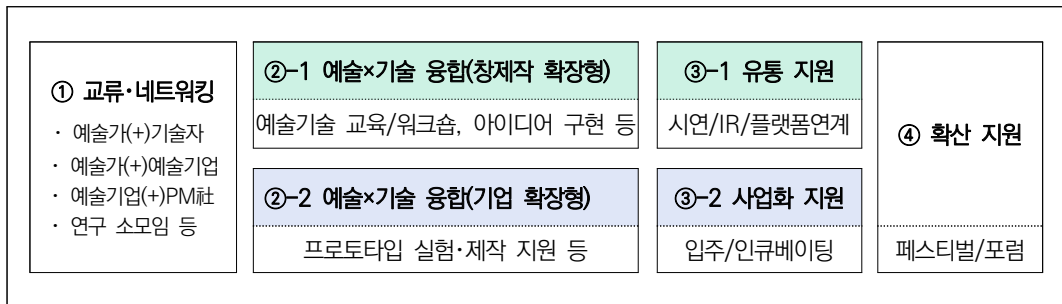 ① 교류·네트워킹
· 예술가(+)기술자
· 예술가(+)예술기업
· 예술기업(+)PM社
· 연구 소모임 등
②-1 예술×기술 융합(창제작 확장형)
예술기술 교육/워크숍, 아이디어 구현 등
②-2 예술×기술 융합(기업 확장형)
프로토타입 실험·제작 지원 등
③-1 유통 지원
시연/IR/플랫폼연계
③-2 사업화 지원
입주/인큐베이팅
④ 확산 지원
페스티벌/포럼